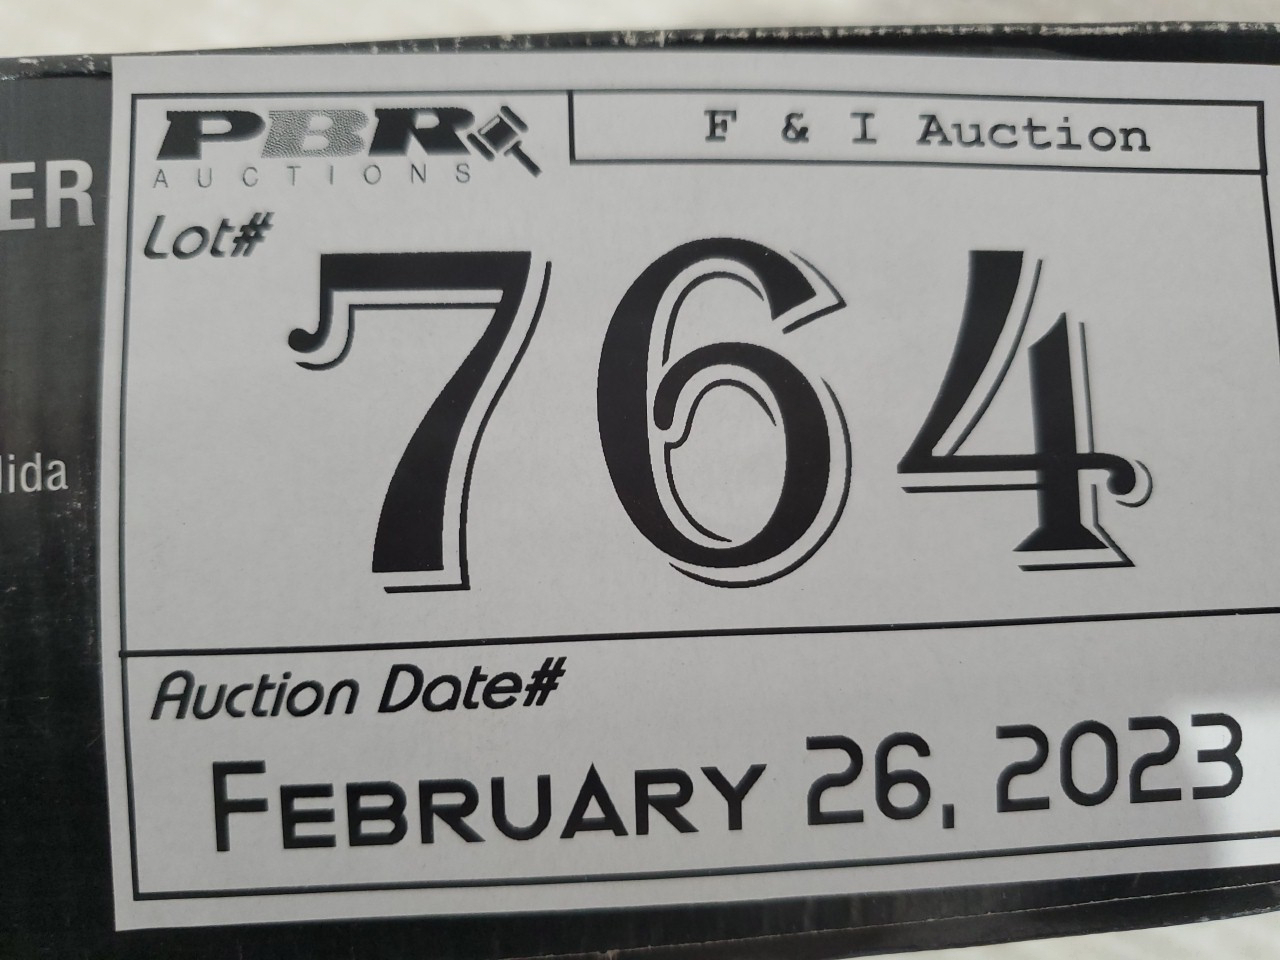 PBR
AUCTIONS
F & I Auction
ER
Lot#
764
lida
Auction Date#
FEBRUARY 26, 2023